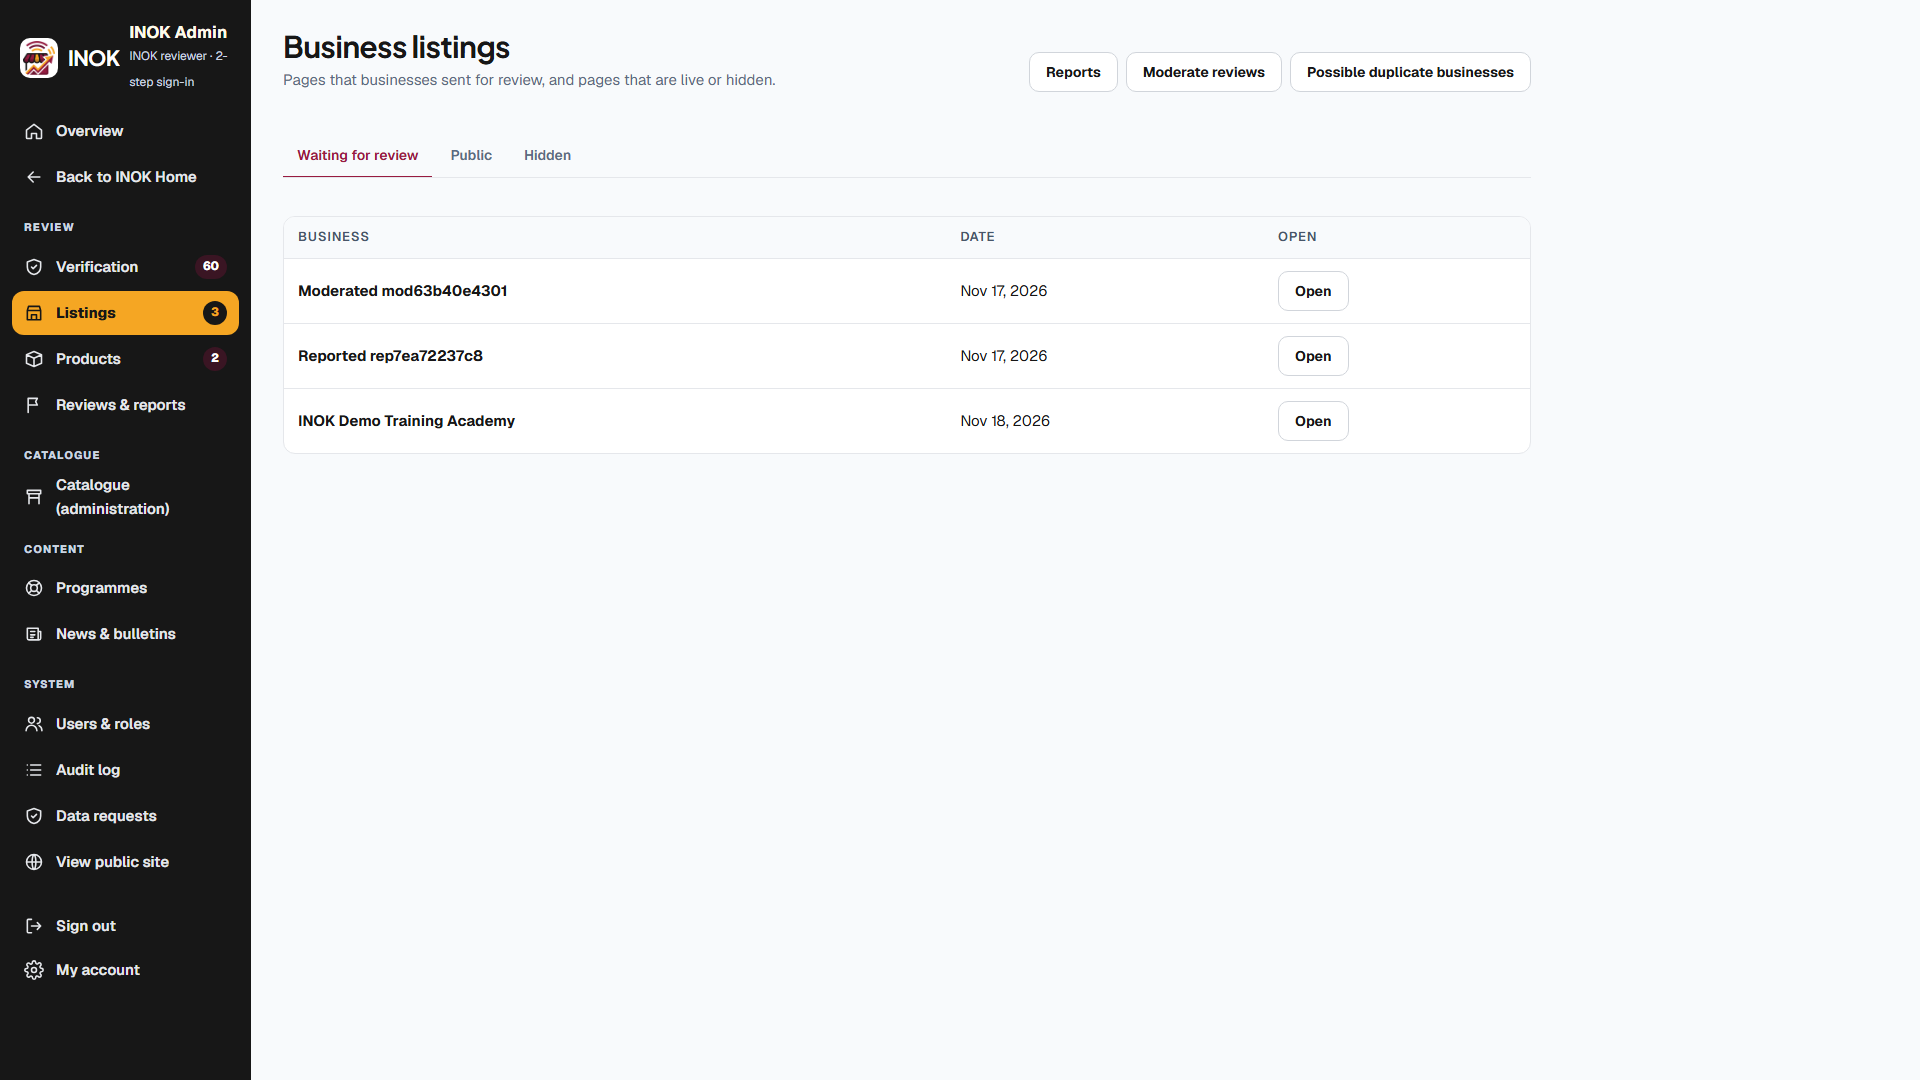 INOK
INOK Admin
INOK reviewer · 2-
step sign-in
Overview
Back to INOK Home
REVIEW
Verification 60
Listings 3
Products 2
Reviews & reports
CATALOGUE
Catalogue
(administration)
CONTENT
Programmes
News & bulletins
SYSTEM
Users & roles
Audit log
Data requests
View public site
Sign out
My account
Business listings
Pages that businesses sent for review, and pages that are live or hidden.
Reports Moderate reviews Possible duplicate businesses
Waiting for review Public Hidden
BUSINESS DATE OPEN
Moderated mod63b40e4301 Nov 17, 2026 Open
Reported rep7ea72237c8 Nov 17, 2026 Open
INOK Demo Training Academy Nov 18, 2026 Open